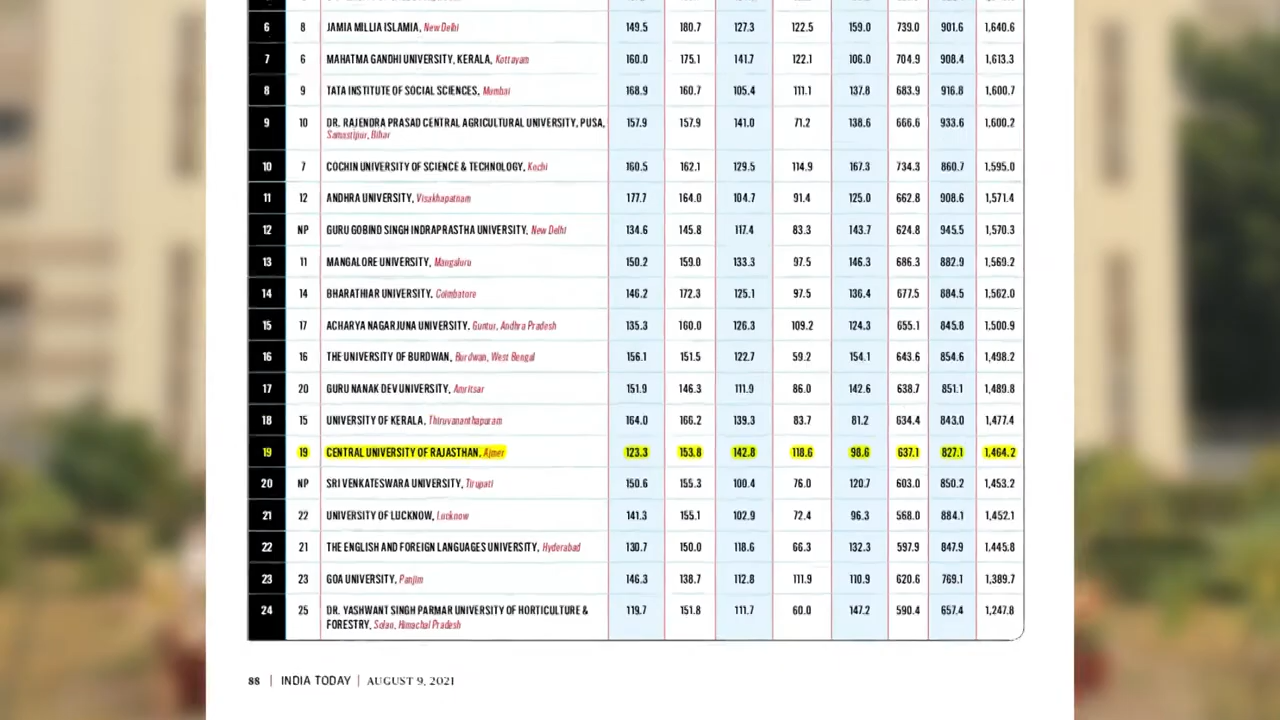 6 8 JAMIA MILLIA ISLAMIA, New Delhi 149.5 180.7 127.3 122.5 159.0 739.0 901.6 1,640.6
7 6 MAHATMA GANDHI UNIVERSITY, KERALA, Kottayam 160.0 175.1 141.7 122.1 106.0 704.9 908.4 1,613.3
8 9 TATA INSTITUTE OF SOCIAL SCIENCES, Mumbai 168.9 160.7 105.4 111.1 137.8 683.9 916.8 1,600.7
9 10 DR. RAJENDRA PRASAD CENTRAL AGRICULTURAL UNIVERSITY, PUSA, 157.9 157.9 141.0 71.2 138.6 666.6 933.6 1,600.2
Samastipur, Bihar
10 7 COCHIN UNIVERSITY OF SCIENCE & TECHNOLOGY, Kochi 160.5 162.1 129.5 114.9 167.3 734.3 860.7 1,595.0
11 12 ANDHRA UNIVERSITY, Visakhapatnam 177.7 164.0 104.7 91.4 125.0 662.8 908.6 1,571.4
12 NP GURU GOBIND SINGH INDRAPRASTHA UNIVERSITY, New Delhi 134.6 145.8 117.4 83.3 143.7 624.8 945.5 1,570.3
13 11 MANGALORE UNIVERSITY, Mangaluru 150.2 159.0 133.3 97.5 146.3 686.3 882.9 1,569.2
14 14 BHARATHIAR UNIVERSITY, Coimbatore 146.2 172.3 125.1 97.5 136.4 677.5 884.5 1,562.0
15 17 ACHARYA NAGARJUNA UNIVERSITY, Guntur, Andhra Pradesh 135.3 160.0 126.3 109.2 124.3 655.1 845.8 1,500.9
16 16 THE UNIVERSITY OF BURDWAN, Burdwan, West Bengal 156.1 151.5 122.7 59.2 154.1 643.6 854.6 1,498.2
17 20 GURU NANAK DEV UNIVERSITY, Amritsar 151.9 146.3 111.9 86.0 142.6 638.7 851.1 1,489.8
18 15 UNIVERSITY OF KERALA, Thiruvananthapuram 164.0 166.2 139.3 83.7 81.2 634.4 843.0 1,477.4
19 19 CENTRAL UNIVERSITY OF RAJASTHAN, Ajmer 123.3 153.8 142.8 118.6 98.6 637.1 827.1 1,464.2
20 NP SRI VENKATESWARA UNIVERSITY, Tirupati 150.6 155.3 100.4 76.0 120.7 603.0 850.2 1,453.2
21 22 UNIVERSITY OF LUCKNOW, Lucknow 141.3 155.1 102.9 72.4 96.3 568.0 884.1 1,452.1
22 21 THE ENGLISH AND FOREIGN LANGUAGES UNIVERSITY, Hyderabad 130.7 150.0 118.6 66.3 132.3 597.9 847.9 1,445.8
23 23 GOA UNIVERSITY, Panjim 146.3 138.7 112.8 111.9 110.9 620.6 769.1 1,389.7
24 25 DR. YASHWANT SINGH PARMAR UNIVERSITY OF HORTICULTURE & 119.7 151.8 111.7 60.0 147.2 590.4 657.4 1,247.8
FORESTRY, Solan, Himachal Pradesh
88 | INDIA TODAY | AUGUST 9, 2021